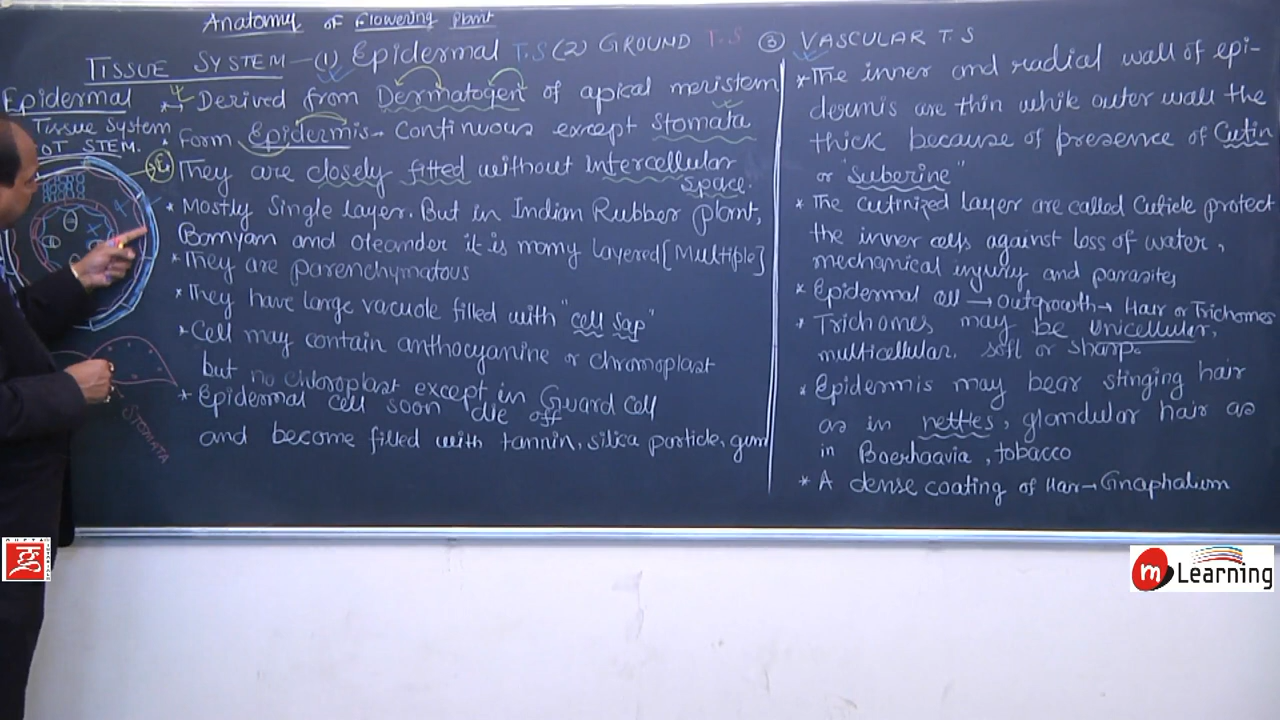 Anatomy of Flowering Plant
TISSUE SYSTEM - (1) Epidermal T.S (2) GROUND T.S ③ VASCULAR T.S
Epidermal
Tissue System
OT STEM.
Derived from Dermatogen of apical meristem
* Form Epidermis - Continuous except Stomata
They are closely fitted without intercellular
space.
* Mostly Single layer. But in Indian Rubber plant,
Bamyam and oteander it is many layered [Multiple]
* They are parenchymatous
* They have large vacuole filled with "cell Sap"
* Cell may contain anthocyanine or chromoplast
but no chloroplast except in Guard Cell
* Epidermal cell soon die off
and become filled with tannin, silica particle, gum
STOMATA
* The inner and radial wall of epi-
dermis are thin while outer wall the
thick because of presence of Cutin
or "Suberine"
* The cutinized layer are called Cuticle protect
the inner cells against loss of water,
mechanical injury and parasites
* Epidermal cell → outgrowth → Hair or Trichomes
* Trichomes may be unicellular,
multicellular. soft or sharp.
* Epidermis may bear stinging hair
as in nettles, glandular hair as
in Boerhaavia, tobacco
* A dense coating of Hair → Gnaphalium
m Learning